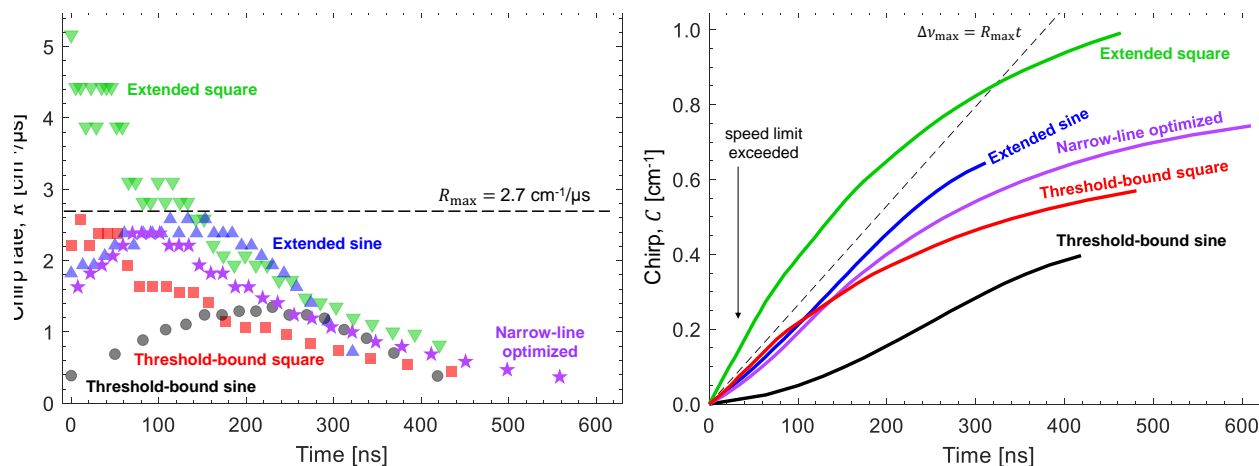 5
4
3
2
1
0
0
100
200
300
400
500
600
Time [ns]
Extended square
R_max = 2.7 cm⁻¹/μs
Extended sine
Narrow-line
optimized
Threshold-bound square
Threshold-bound sine
1.0
0.8
0.6
0.4
0.2
0.0
0
100
200
300
400
500
600
Chirp, C [cm⁻¹]
Time [ns]
Δν_max = R_max t
Extended square
speed limit
exceeded
Extended sine
Narrow-line optimized
Threshold-bound square
Threshold-bound sine